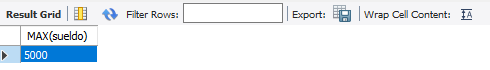 Result Grid Filter Rows: Export: Wrap Cell Content:
MAX(sueldo)
5000